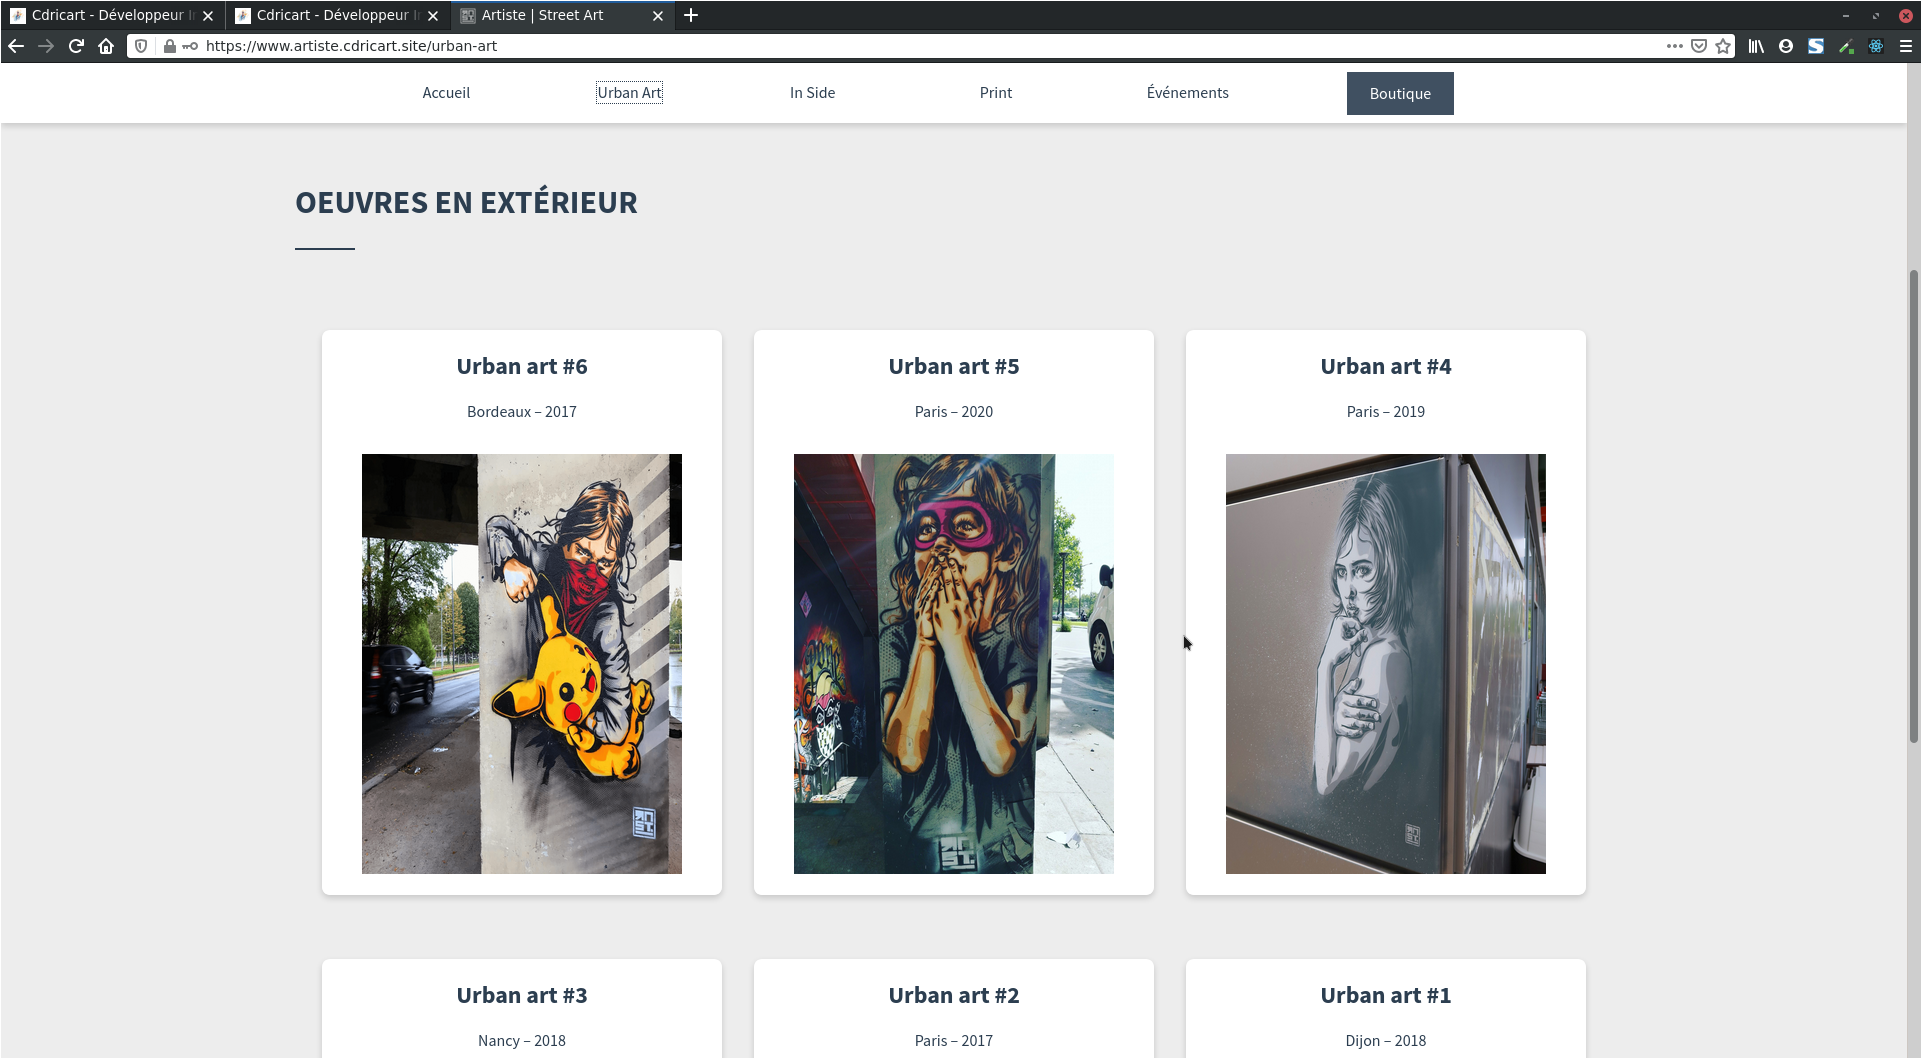 Cdricart - Développeur
Cdricart - Développeur
Artiste | Street Art
https://www.artiste.cdricart.site/urban-art
Accueil
Urban Art
In Side
Print
Événements
Boutique
OEUVRES EN EXTÉRIEUR
Urban art #6
Bordeaux – 2017
Urban art #5
Paris – 2020
Urban art #4
Paris – 2019
Urban art #3
Nancy – 2018
Urban art #2
Paris – 2017
Urban art #1
Dijon – 2018